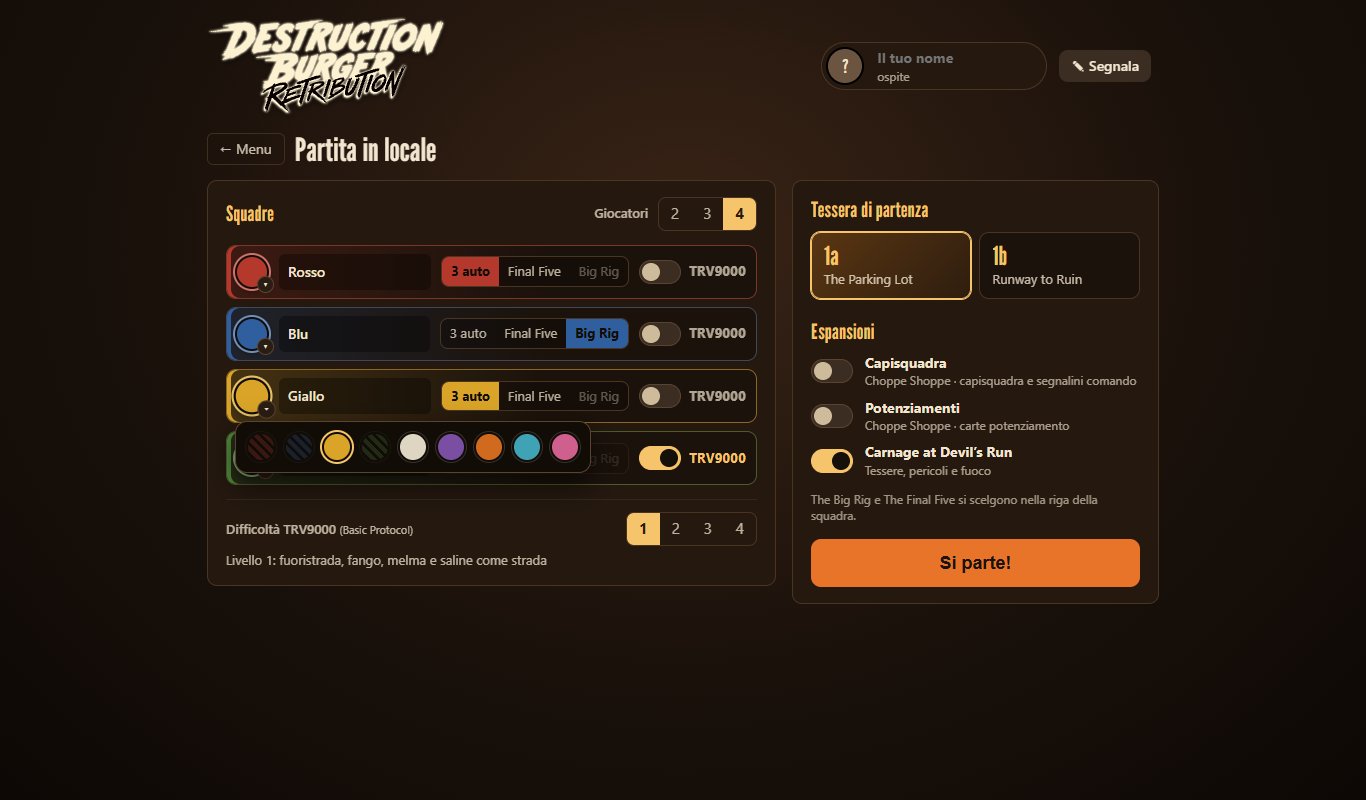 DESTRUCTION
BURGER
RETRIBUTION
?
Il tuo nome
ospite
Segnala
← Menu
Partita in locale
Squadre
Giocatori
2 3 4
Rosso
3 auto Final Five Big Rig
TRV9000
Blu
3 auto Final Five Big Rig
TRV9000
Giallo
3 auto Final Five Big Rig
TRV9000
g Rig
TRV9000
Difficoltà TRV9000 (Basic Protocol)
1 2 3 4
Livello 1: fuoristrada, fango, melma e saline come strada
Tessera di partenza
1a
The Parking Lot
1b
Runway to Ruin
Espansioni
Capisquadra
Choppe Shoppe · capisquadra e segnalini comando
Potenziamenti
Choppe Shoppe · carte potenziamento
Carnage at Devil’s Run
Tessere, pericoli e fuoco
The Big Rig e The Final Five si scelgono nella riga della
squadra.
Si parte!